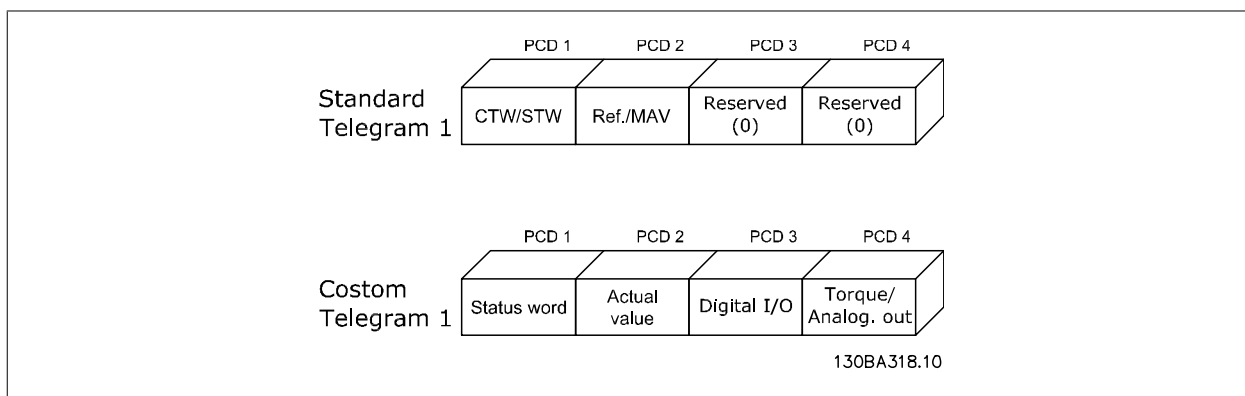 PCD 1 PCD 2 PCD 3 PCD 4
Standard
Telegram 1
CTW/STW
Ref./MAV
Reserved
(0)
Reserved
(0)
PCD 1 PCD 2 PCD 3 PCD 4
Costom
Telegram 1
Status word
Actual
value
Digital I/O
Torque/
Analog. out
130BA318.10